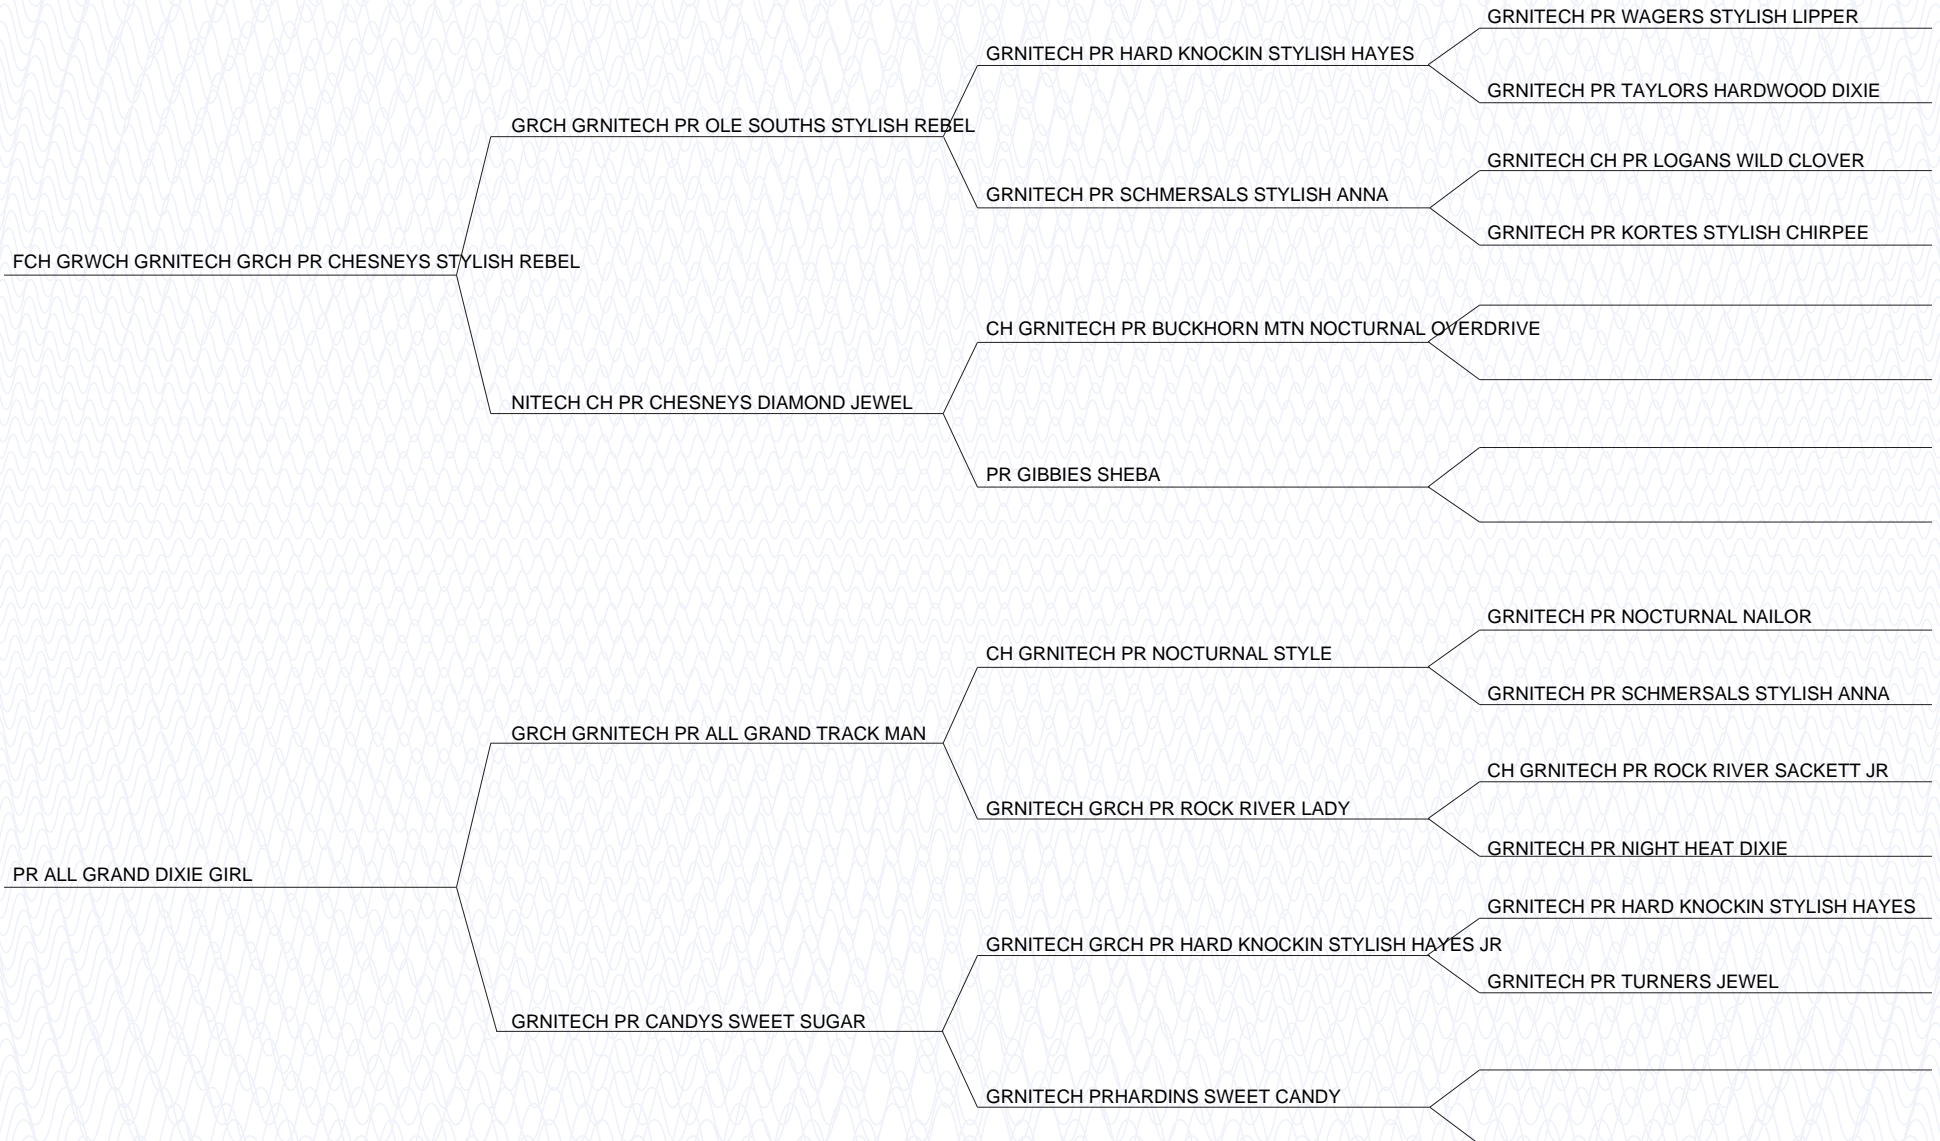 GRNITECH PR WAGERS STYLISH LIPPER
GRNITECH PR HARD KNOCKIN STYLISH HAYES
GRNITECH PR TAYLORS HARDWOOD DIXIE
GRCH GRNITECH PR OLE SOUTHS STYLISH REBEL
GRNITECH CH PR LOGANS WILD CLOVER
GRNITECH PR SCHMERSALS STYLISH ANNA
GRNITECH PR KORTES STYLISH CHIRPEE
FCH GRWCH GRNITECH GRCH PR CHESNEYS STYLISH REBEL
CH GRNITECH PR BUCKHORN MTN NOCTURNAL OVERDRIVE
NITECH CH PR CHESNEYS DIAMOND JEWEL
PR GIBBIES SHEBA
GRNITECH PR NOCTURNAL NAILOR
CH GRNITECH PR NOCTURNAL STYLE
GRNITECH PR SCHMERSALS STYLISH ANNA
GRCH GRNITECH PR ALL GRAND TRACK MAN
CH GRNITECH PR ROCK RIVER SACKETT JR
GRNITECH GRCH PR ROCK RIVER LADY
GRNITECH PR NIGHT HEAT DIXIE
PR ALL GRAND DIXIE GIRL
GRNITECH PR HARD KNOCKIN STYLISH HAYES
GRNITECH GRCH PR HARD KNOCKIN STYLISH HAYES JR
GRNITECH PR TURNERS JEWEL
GRNITECH PR CANDYS SWEET SUGAR
GRNITECH PRHARDINS SWEET CANDY